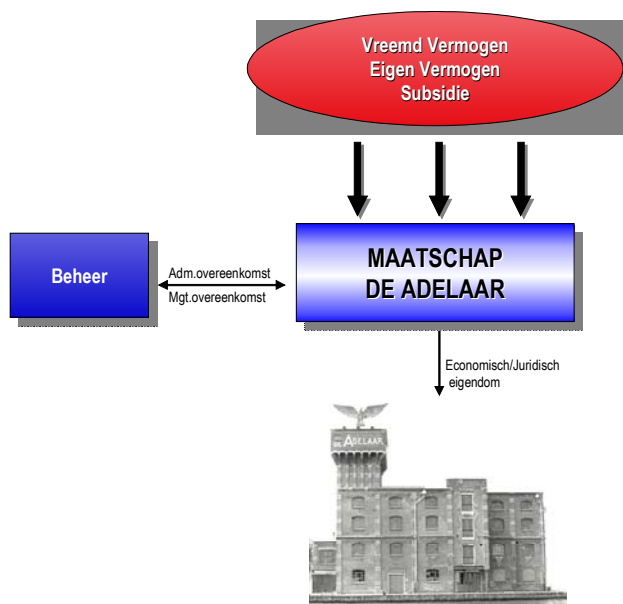 Vreemd Vermogen
Eigen Vermogen
Subsidie
MAATSCHAP
DE ADELAAR
Beheer
Adm.overeenkomst
Mgt.overeenkomst
Economisch/Juridisch
eigendom
DE ADELAAR